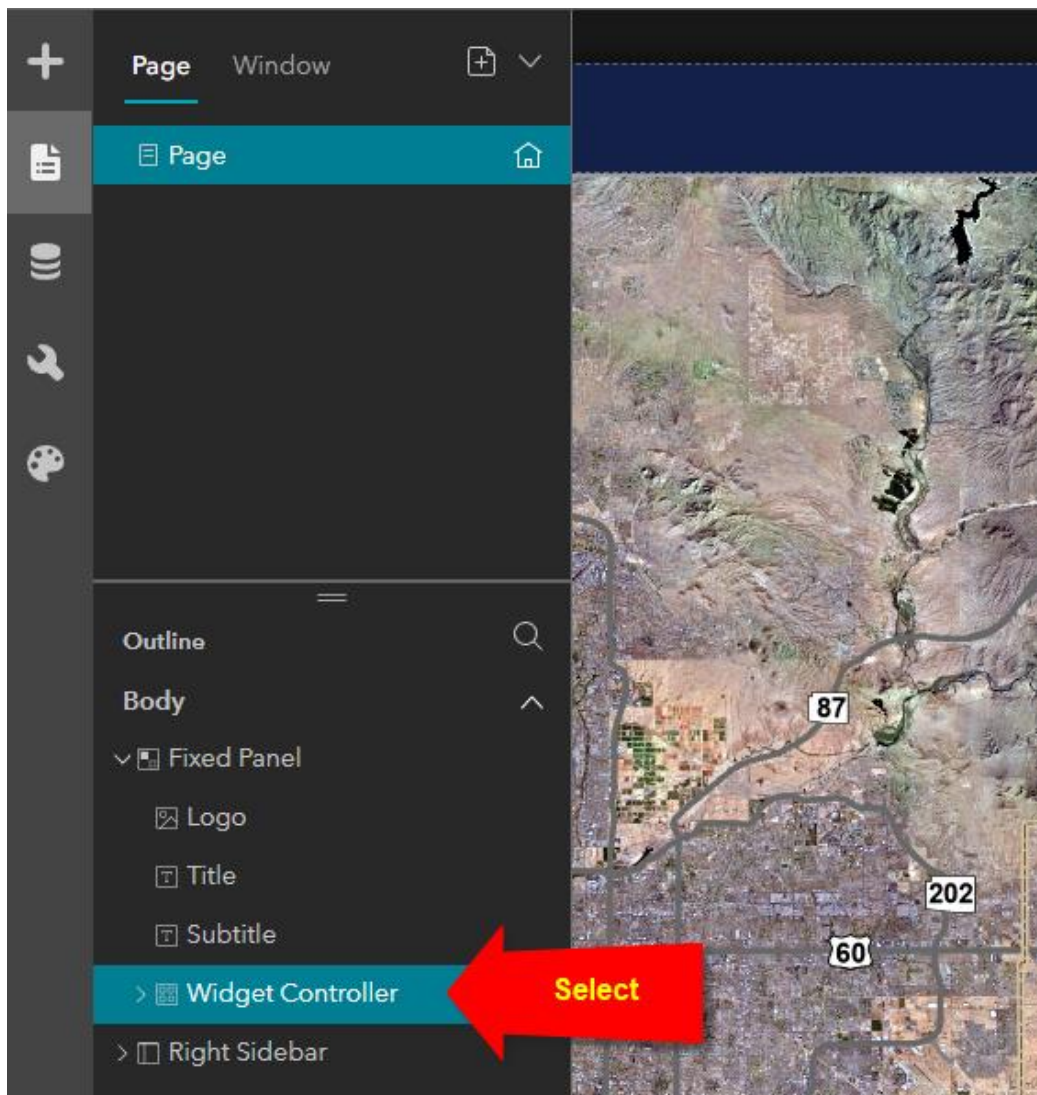 Page Window
Page
Outline
Body
Fixed Panel
Logo
Title
Subtitle
Widget Controller
Select
Right Sidebar
87
202
60